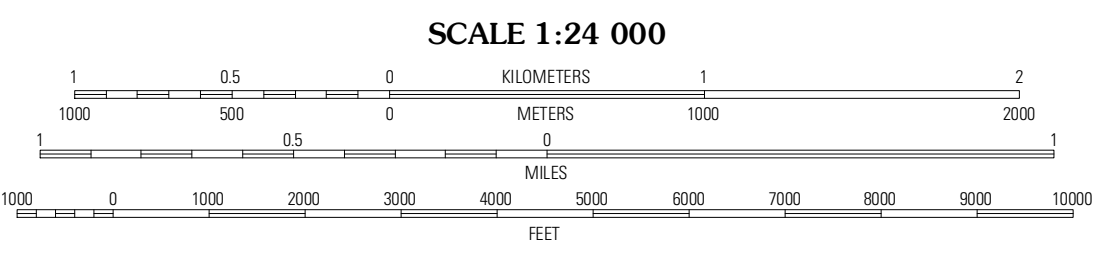 SCALE 1:24 000
1 0.5 0 KILOMETERS 1 2
1000 500 0 METERS 1000 2000
1 0.5 0 1
MILES
1000 0 1000 2000 3000 4000 5000 6000 7000 8000 9000 10000
FEET